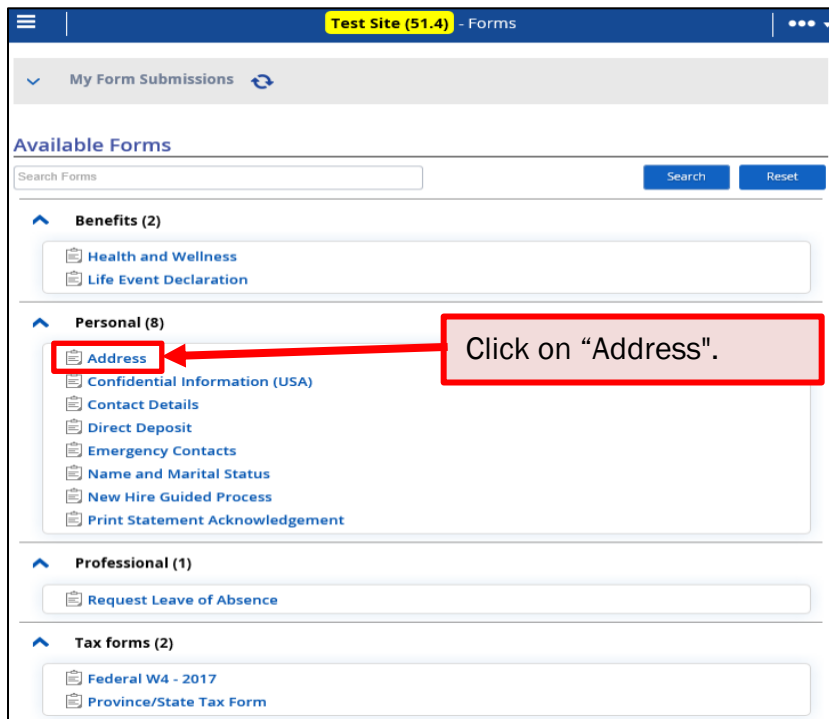 Test Site (51.4) - Forms
My Form Submissions
Available Forms
Search Forms
Search
Reset
Benefits (2)
Health and Wellness
Life Event Declaration
Personal (8)
Click on “Address".
Address
Confidential Information (USA)
Contact Details
Direct Deposit
Emergency Contacts
Name and Marital Status
New Hire Guided Process
Print Statement Acknowledgement
Professional (1)
Request Leave of Absence
Tax forms (2)
Federal W4 - 2017
Province/State Tax Form